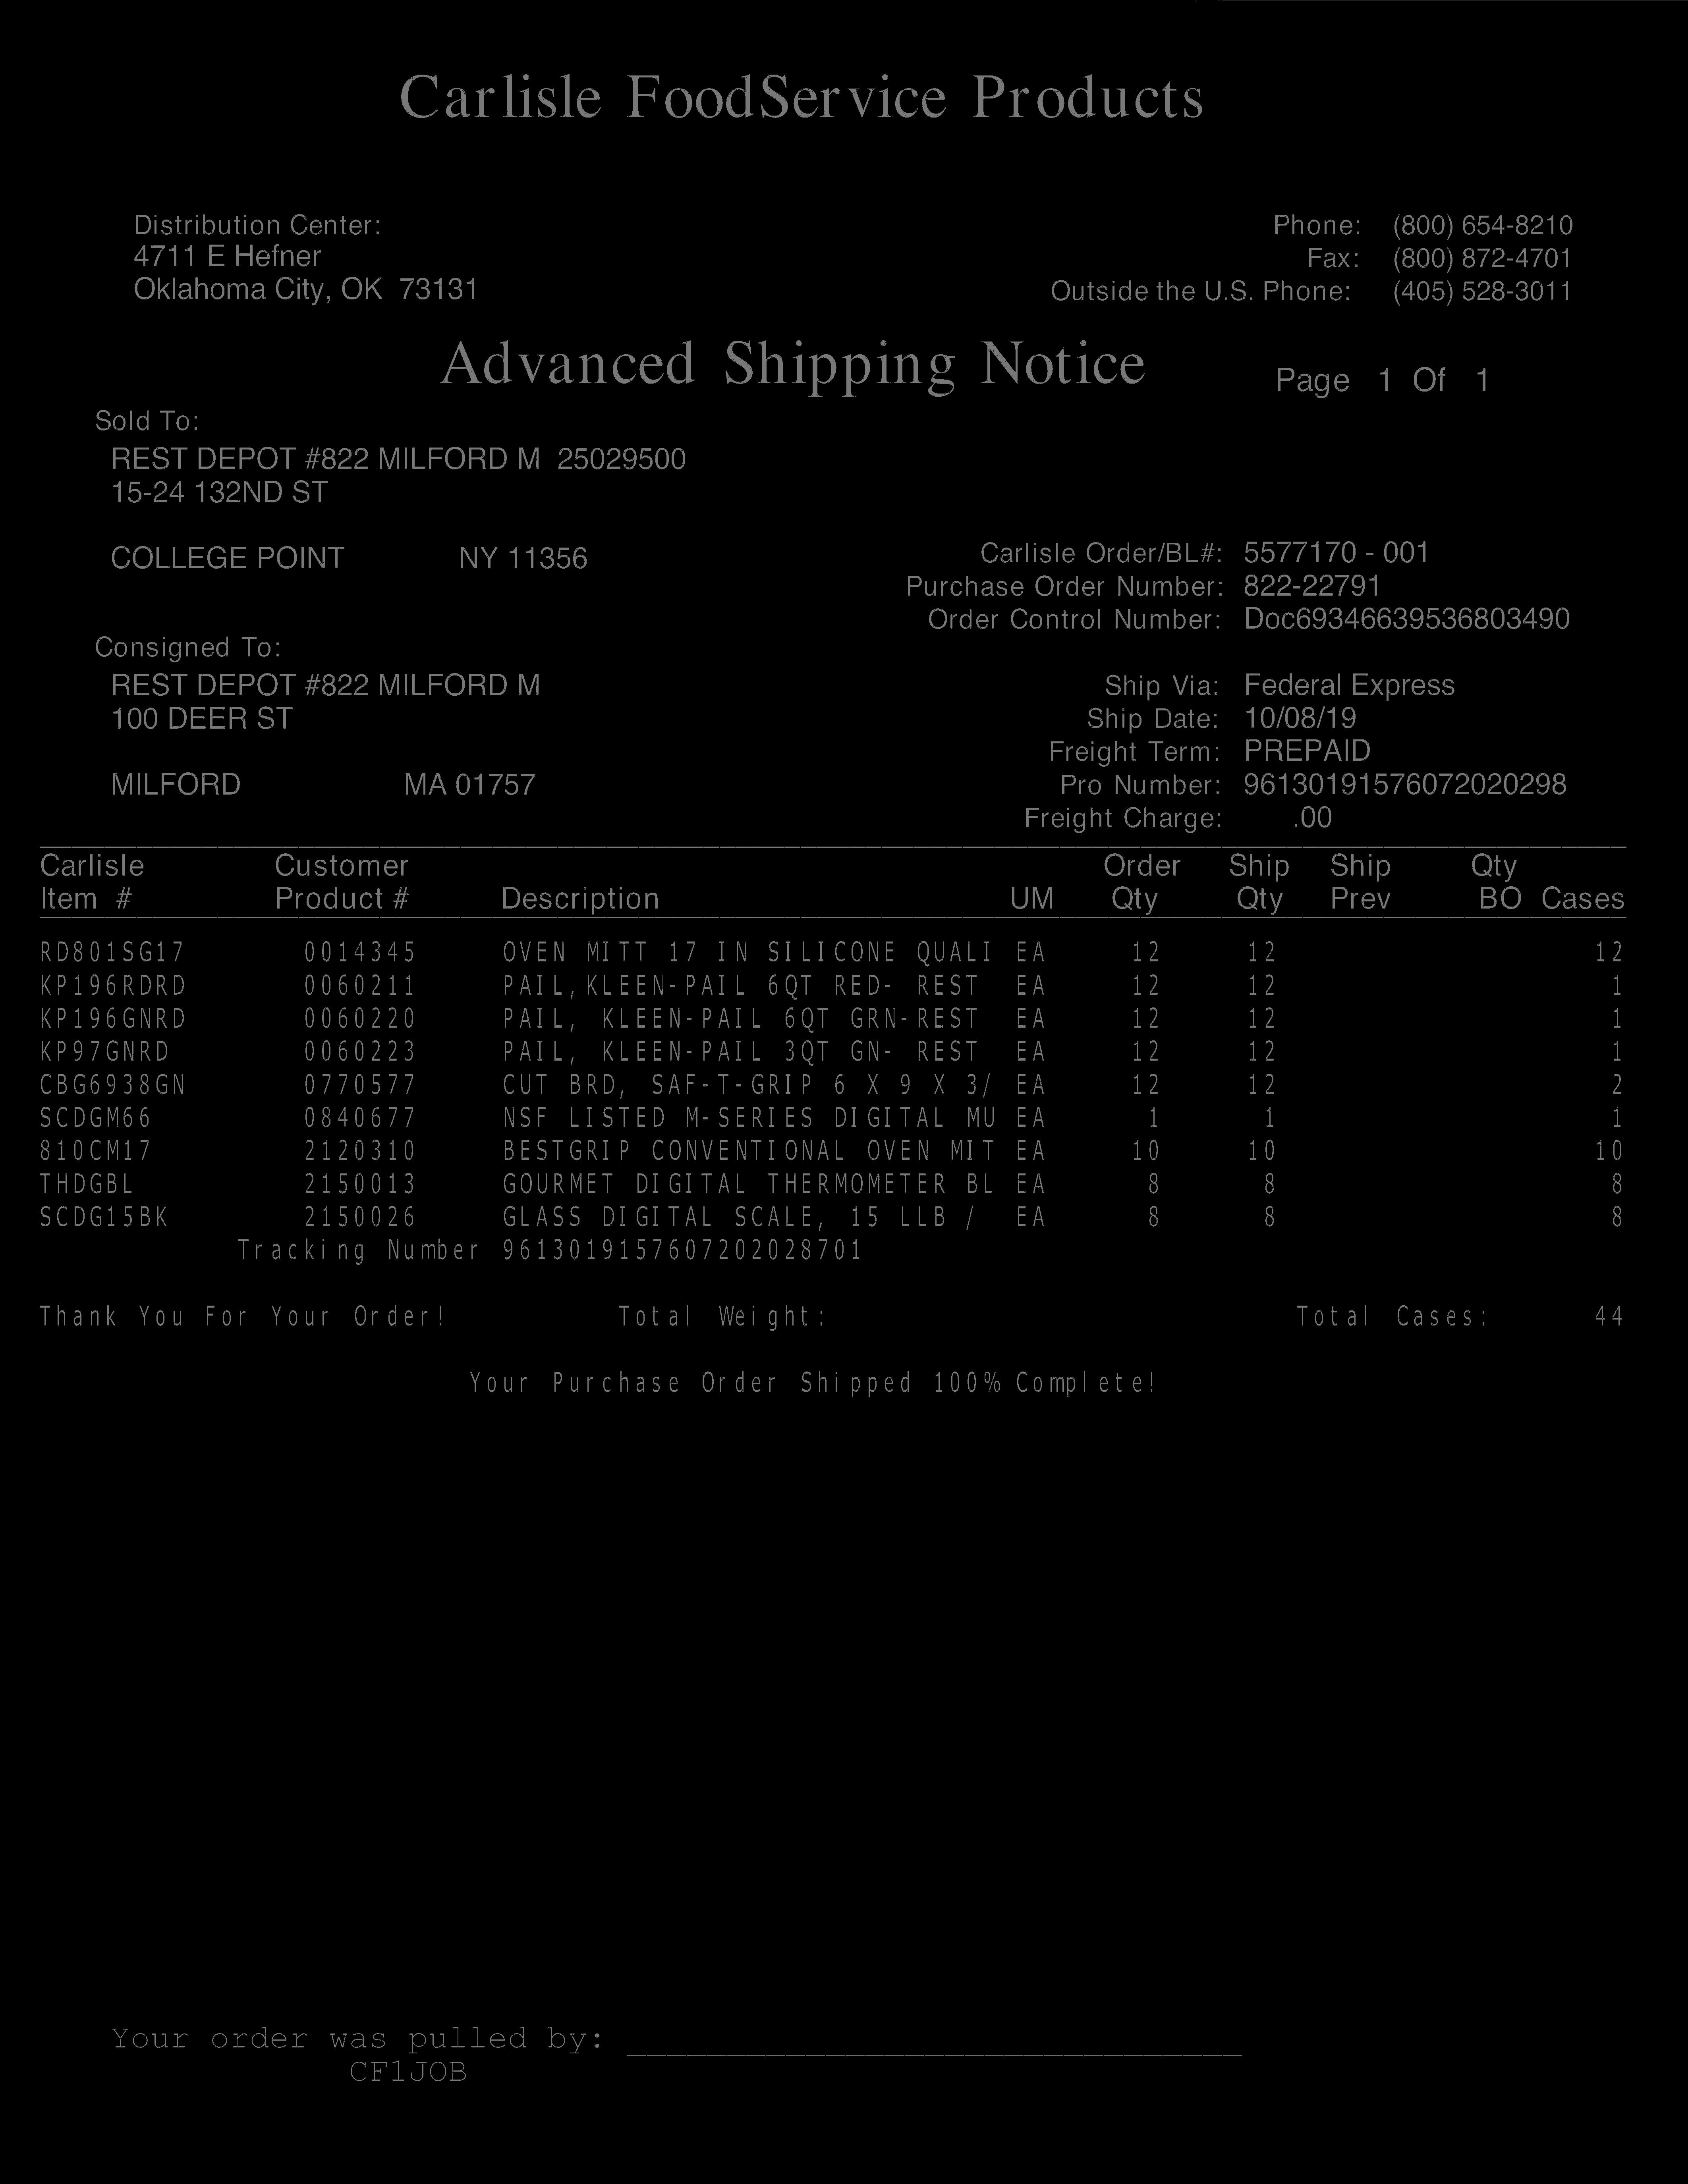 Carlisle FoodService Products
Distribution Center:
4711 E Hefner
Oklahoma City, OK 73131
Phone: (800) 654-8210
Fax: (800) 872-4701
Outside the U.S. Phone: (405) 528-3011
Advanced Shipping Notice Page 1 Of 1
Sold To:
REST DEPOT #822 MILFORD M 25029500
15-24 132ND ST
COLLEGE POINT NY 11356
Carlisle Order/BL#: 5577170 - 001
Purchase Order Number: 822-22791
Order Control Number: Doc69346639536803490
Consigned To:
REST DEPOT #822 MILFORD M
100 DEER ST
MILFORD MA 01757
Ship Via: Federal Express
Ship Date: 10/08/19
Freight Term: PREPAID
Pro Number: 96130191576072020298
Freight Charge: .00
Carlisle Customer Order Ship Ship Qty
Item # Product # Description UM Qty Qty Prev BO Cases
RD801SG17 0014345 OVEN MITT 17 IN SILICONE QUALI EA 12 12 12
KP196RDRD 0060211 PAIL,KLEEN-PAIL 6QT RED- REST EA 12 12 1
KP196GNRD 0060220 PAIL, KLEEN-PAIL 6QT GRN-REST EA 12 12 1
KP97GNRD 0060223 PAIL, KLEEN-PAIL 3QT GN- REST EA 12 12 1
CBG6938GN 0770577 CUT BRD, SAF-T-GRIP 6 X 9 X 3/ EA 12 12 2
SCDGM66 0840677 NSF LISTED M-SERIES DIGITAL MU EA 1 1 1
810CM17 2120310 BESTGRIP CONVENTIONAL OVEN MIT EA 10 10 10
THDGBL 2150013 GOURMET DIGITAL THERMOMETER BL EA 8 8 8
SCDG15BK 2150026 GLASS DIGITAL SCALE, 15 LLB / EA 8 8 8
Tracking Number 9613019157607202028701
Thank You For Your Order! Total Weight: Total Cases: 44
Your Purchase Order Shipped 100% Complete!
Your order was pulled by:
CF1JOB